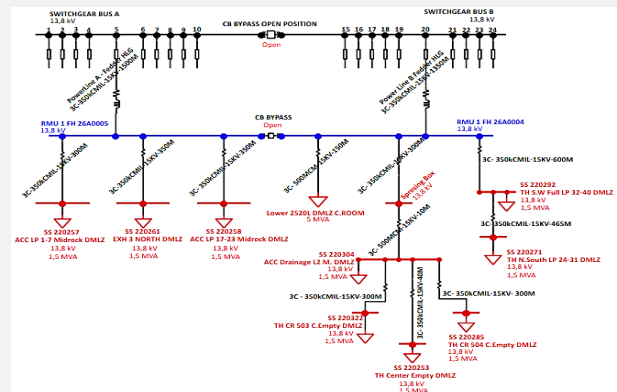 SWITCHGEAR BUS A
13,8 kV
CB BYPASS OPEN POSITION
Open
SWITCHGEAR BUS B
13,8 kV
1 2 3 4 5 6 7 8 9 10
15 16 17 18 19 20 21 22 23 24
PowerLine A - Fedder HLG
3C-350kCMIL-15KV-1500M
Power Line B Fedder HLG
3C-350kCMIL-15KV-1350M
RMU 1 FH 26A0005
13,8 kV
CB BYPASS
Open
RMU 1 FH 26A0004
13,8 kV
3C-350kCMIL-15KV-300M
3C-350kCMIL-15KV-350M
3C-350kCMIL-15KV-350M
3C- 500MCM-15KV-150M
3C-350kCMIL-15KV-300M
3C- 350kCMIL-15KV-600M
SS 220257
ACC LP 1-7 Midrock DMLZ
13,8 kV
1,5 MVA
SS 220261
EXH 3 NORTH DMLZ
13,8 kV
1,5 MVA
SS 220258
ACC LP 17-23 Midrock DMLZ
13,8 kV
1,5 MVA
Lower 2520L DMLZ C.ROOM
5 MVA
Spining Box
13,8 kV
SS 220292
TH S.W Full LP 32-40 DMLZ
13,8 kV
1,5 MVA
3C-350kCMIL-15KV-465M
SS 220271
TH N.South LP 24-31 DMLZ
13,8 kV
1,5 MVA
3C- 500MCM-15KV-10M
SS 220304
ACC Drainage L2 M. DMLZ
13,8 kV
1,5 MVA
3C - 350kCMIL-15KV-300M
3C- 350kCMIL-15KV-40M
3C- 350kCMIL-15KV- 300M
SS 220322
TH CR 503 C.Empty DMLZ
13,8 kV
1,5 MVA
SS 220253
TH Center Empty DMLZ
13,8 kV
1,5 MVA
SS 220285
TH CR 504 C.Empty DMLZ
13,8 kV
1,5 MVA